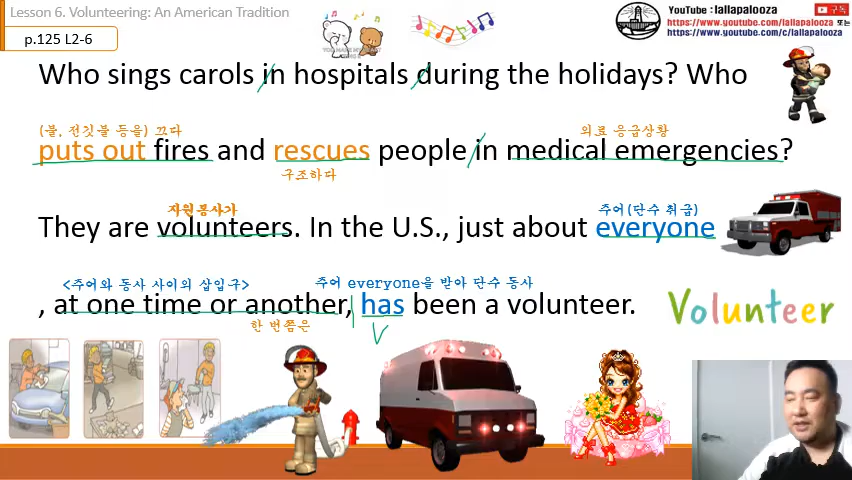 Lesson 6. Volunteering: An American Tradition
YouTube : lallapalooza
구독
https://www.youtube.com/lallapalooza 또는
https://www.youtube.com/c/lallapalooza
p.125 L2-6
Who sings carols in hospitals during the holidays? Who
(불, 전깃불 등을) 끄다
의료 응급상황
puts out fires and rescues people in medical emergencies?
구조하다
자원봉사가
주어(단수 취급)
They are volunteers. In the U.S., just about everyone
<주어와 동사 사이의 삽입구>
주어 everyone을 받아 단수 동사
, at one time or another, has been a volunteer.
한 번쯤은
V
Volunteer